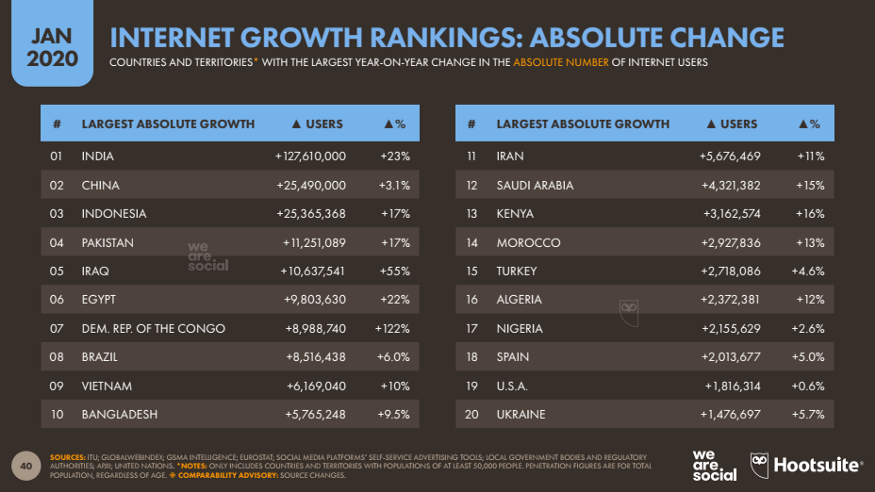 JAN
2020
INTERNET GROWTH RANKINGS: ABSOLUTE CHANGE
COUNTRIES AND TERRITORIES* WITH THE LARGEST YEAR-ON-YEAR CHANGE IN THE ABSOLUTE NUMBER OF INTERNET USERS
# LARGEST ABSOLUTE GROWTH ▲ USERS ▲%
01 INDIA +127,610,000 +23%
02 CHINA +25,490,000 +3.1%
03 INDONESIA +25,365,368 +17%
04 PAKISTAN +11,251,089 +17%
05 IRAQ +10,637,541 +55%
06 EGYPT +9,803,630 +22%
07 DEM. REP. OF THE CONGO +8,988,740 +122%
08 BRAZIL +8,516,438 +6.0%
09 VIETNAM +6,169,040 +10%
10 BANGLADESH +5,765,248 +9.5%
we
are
social
# LARGEST ABSOLUTE GROWTH ▲ USERS ▲%
11 IRAN +5,676,469 +11%
12 SAUDI ARABIA +4,321,382 +15%
13 KENYA +3,162,574 +16%
14 MOROCCO +2,927,836 +13%
15 TURKEY +2,718,086 +4.6%
16 ALGERIA +2,372,381 +12%
17 NIGERIA +2,155,629 +2.6%
18 SPAIN +2,013,677 +5.0%
19 U.S.A. +1,816,314 +0.6%
20 UKRAINE +1,476,697 +5.7%
40
SOURCES: ITU; GLOBALWEBINDEX; GSMA INTELLIGENCE; EUROSTAT; SOCIAL MEDIA PLATFORMS' SELF-SERVICE ADVERTISING TOOLS; LOCAL GOVERNMENT BODIES AND REGULATORY
AUTHORITIES; APJII; UNITED NATIONS. *NOTES: ONLY INCLUDES COUNTRIES AND TERRITORIES WITH POPULATIONS OF AT LEAST 50,000 PEOPLE. PENETRATION FIGURES ARE FOR TOTAL
POPULATION, REGARDLESS OF AGE. ※ COMPARABILITY ADVISORY: SOURCE CHANGES.
we
are
social
Hootsuite®